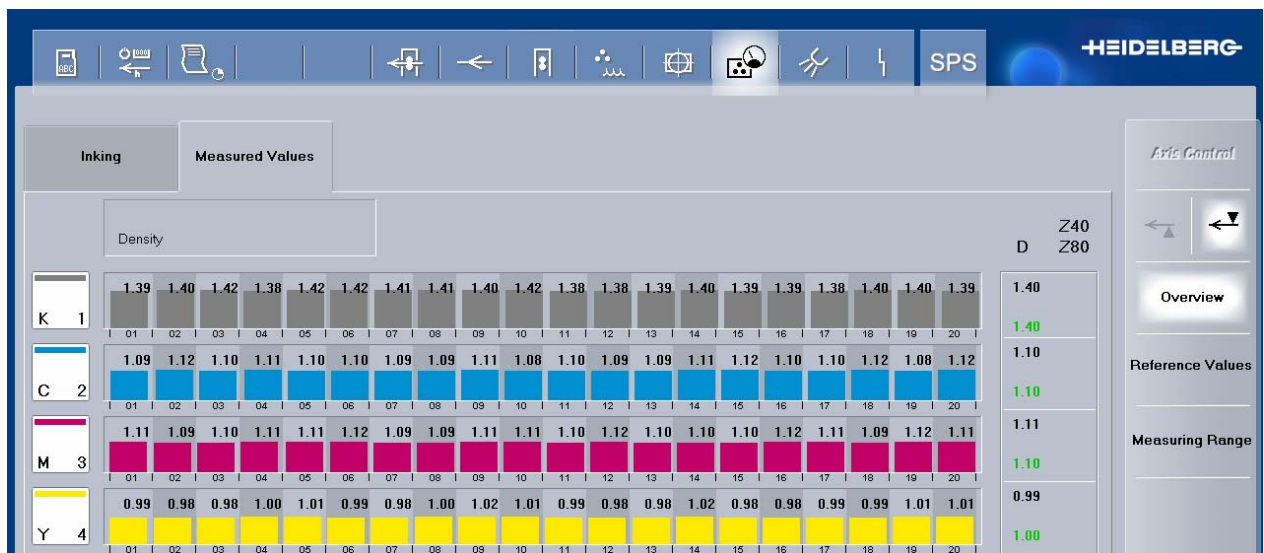 HEIDELBERG
ABC h SPS
Inking Measured Values
Axis Control
Density
D Z40
Z80
Overview
K 1
1.39 1.40 1.42 1.38 1.42 1.42 1.41 1.41 1.40 1.42 1.38 1.38 1.39 1.40 1.39 1.39 1.38 1.40 1.40 1.39
1.40
01 02 03 04 05 06 07 08 09 10 11 12 13 14 15 16 17 18 19 20
1.40
C 2
1.09 1.12 1.10 1.11 1.10 1.10 1.09 1.09 1.11 1.08 1.10 1.09 1.09 1.11 1.12 1.10 1.10 1.12 1.08 1.12
1.10
01 02 03 04 05 06 07 08 09 10 11 12 13 14 15 16 17 18 19 20
1.10
Reference Values
M 3
1.11 1.09 1.10 1.11 1.11 1.12 1.09 1.09 1.11 1.11 1.10 1.12 1.10 1.10 1.10 1.12 1.11 1.09 1.12 1.11
1.11
01 02 03 04 05 06 07 08 09 10 11 12 13 14 15 16 17 18 19 20
1.10
Measuring Range
Y 4
0.99 0.98 0.98 1.00 1.01 0.99 0.98 1.00 1.02 1.01 0.99 0.98 0.98 1.02 0.98 0.98 0.99 0.99 1.01 1.01
0.99
01 02 03 04 05 06 07 08 09 10 11 12 13 14 15 16 17 18 19 20
1.00